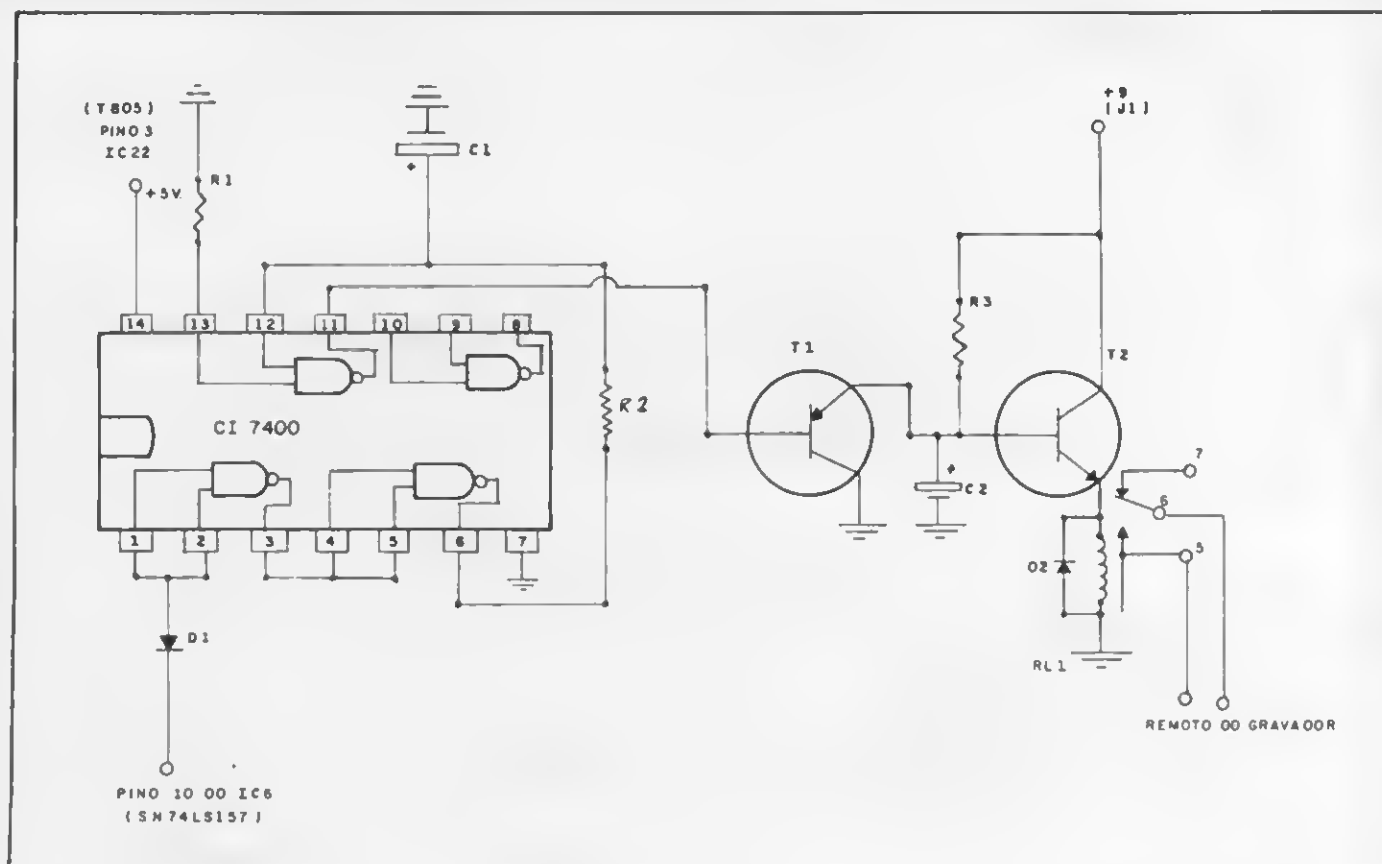 (T805)
PINO 3
IC22
+5V.
R1
C1
+
+9
(J1)
14
13
12
11
10
9
8
R3
T1
T2
R2
CI 7400
+
C2
7
6
5
1
2
3
4
5
6
7
D2
D1
RL1
REMOTO DO GRAVADOR
PINO 10 DO IC6
(SN74LS157)